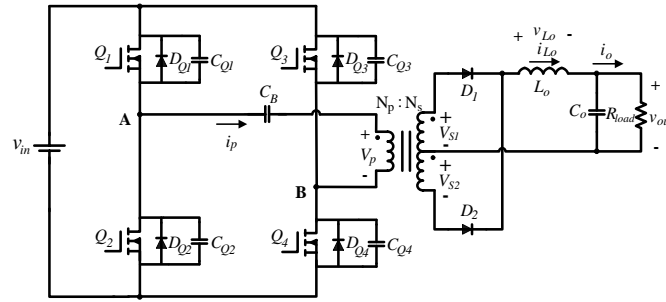 Q1 DQ1 CQ1 Q3 DQ3 CQ3
+ vLo -
iLo io
D1 Lo
A CB Np : Ns
ip
+ + +
vin Vp VS1 Co Rload vout
- - -
+
B VS2
-
D2
Q2 DQ2 CQ2 Q4 DQ4 CQ4